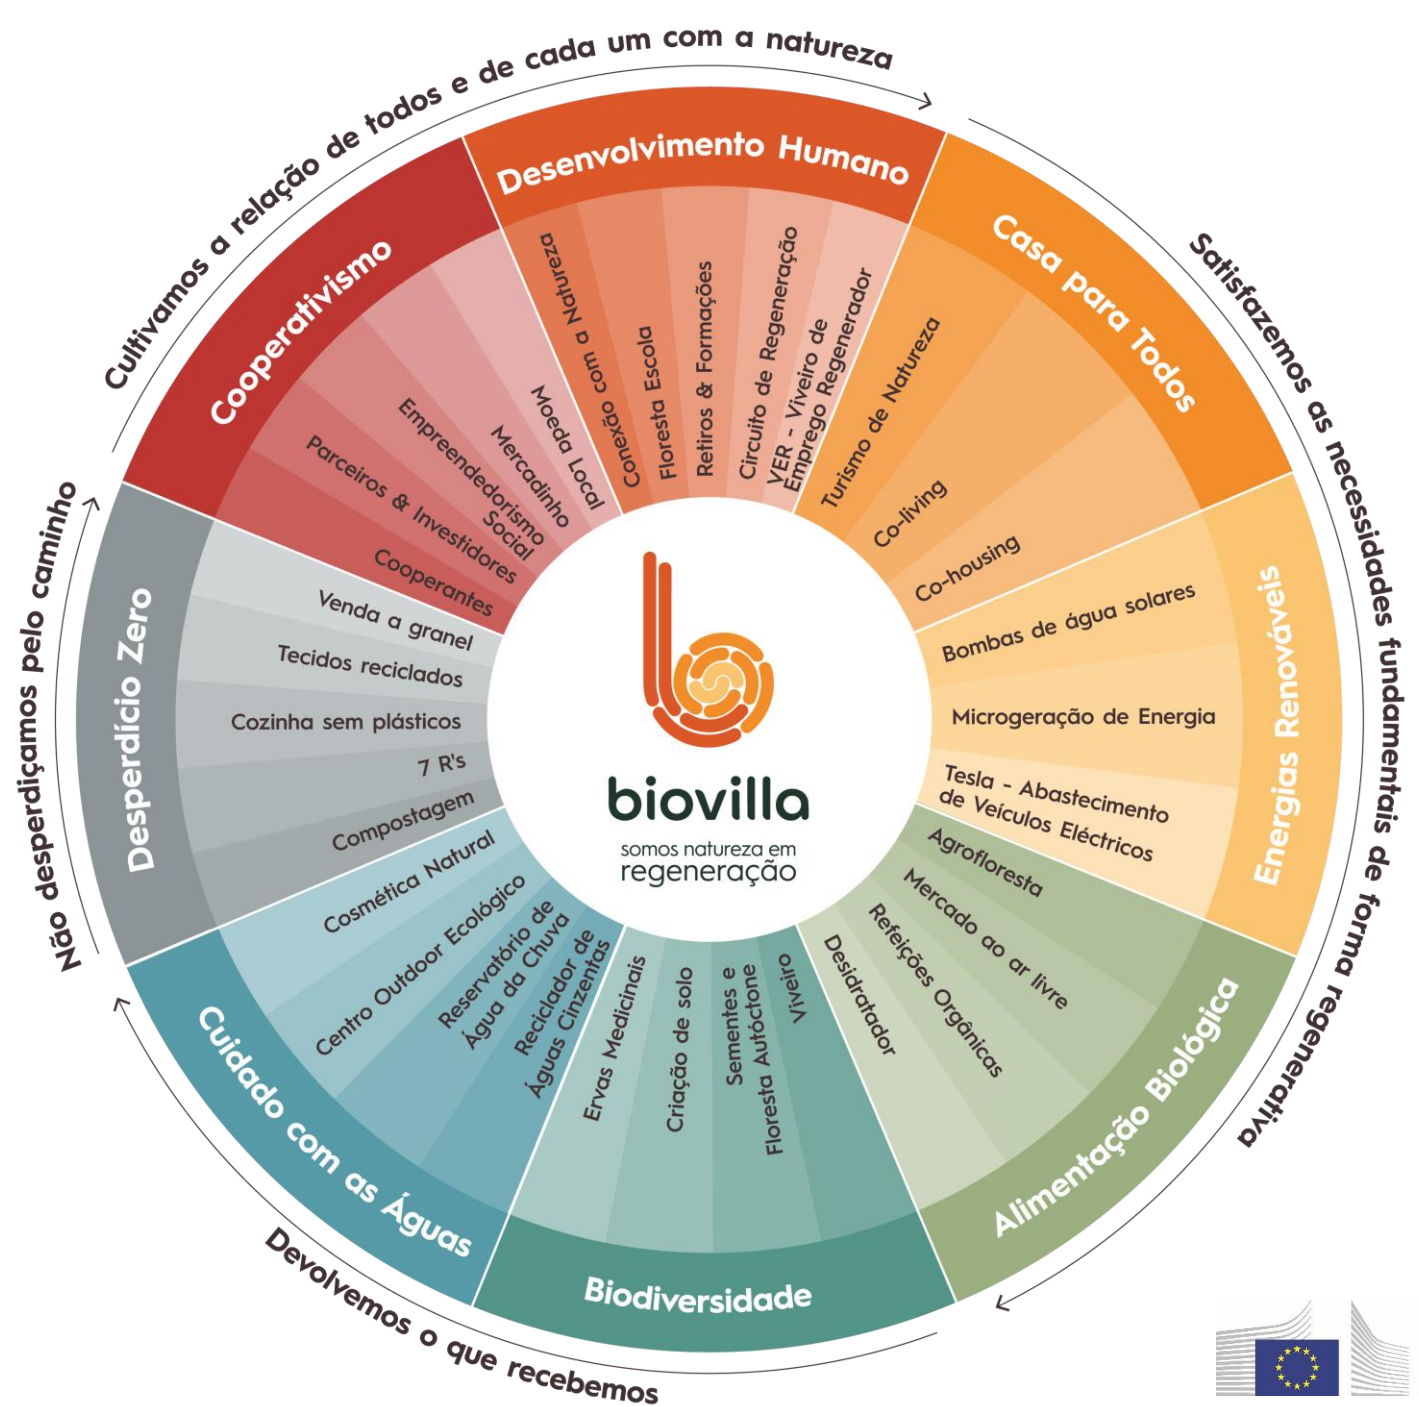 Cultivamos a relação de todos e de cada um com a natureza
Desenvolvimento Humano
Conexão com a Natureza
Floresta Escola
Retiros & Formações
Circuito de Regeneração
VER - Viveiro de
Emprego Regenerador
Satisfazemos as necessidades fundamentais de forma regenerativa
Casa para Todos
Turismo de Natureza
Co-living
Co-housing
Energias Renováveis
Bombas de água solares
Microgeração de Energia
Tesla - Abastecimento
de Veículos Eléctricos
Alimentação Biológica
Agrofloresta
Mercado ao ar livre
Refeições Orgânicas
Desidratador
Devolvemos o que recebemos
Biodiversidade
Viveiro
Sementes e
Floresta Autóctone
Criação de solo
Ervas Medicinais
Cuidado com as Águas
Reciclador de
Águas Cinzentas
Reservatório de
Água da Chuva
Centro Outdoor Ecológico
Cosmética Natural
Não desperdiçamos pelo caminho
Desperdício Zero
Compostagem
7 R's
Cozinha sem plásticos
Tecidos reciclados
Venda a granel
Cooperativismo
Cooperantes
Parceiros & Investidores
Empreendedorismo
Social
Mercadinho
Moeda Local
biovilla
somos natureza em
regeneração